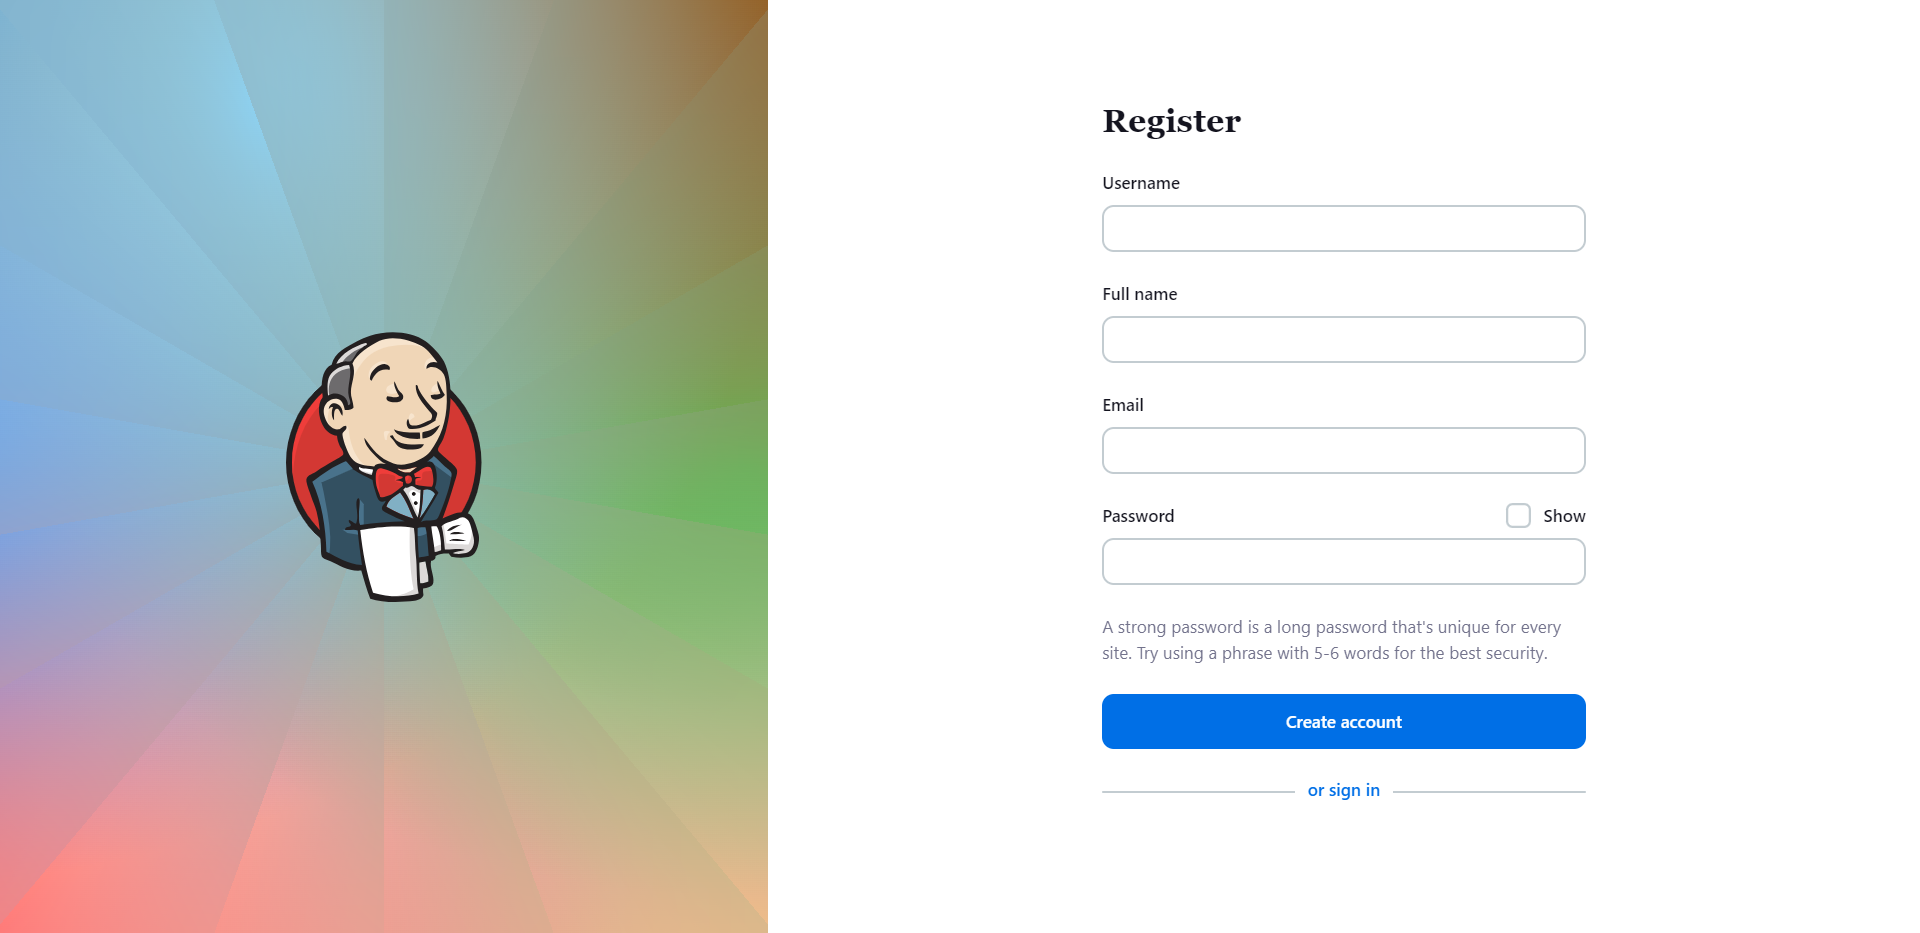 Register
Username
Full name
Email
Password
Show
A strong password is a long password that's unique for every
site. Try using a phrase with 5-6 words for the best security.
Create account
or sign in